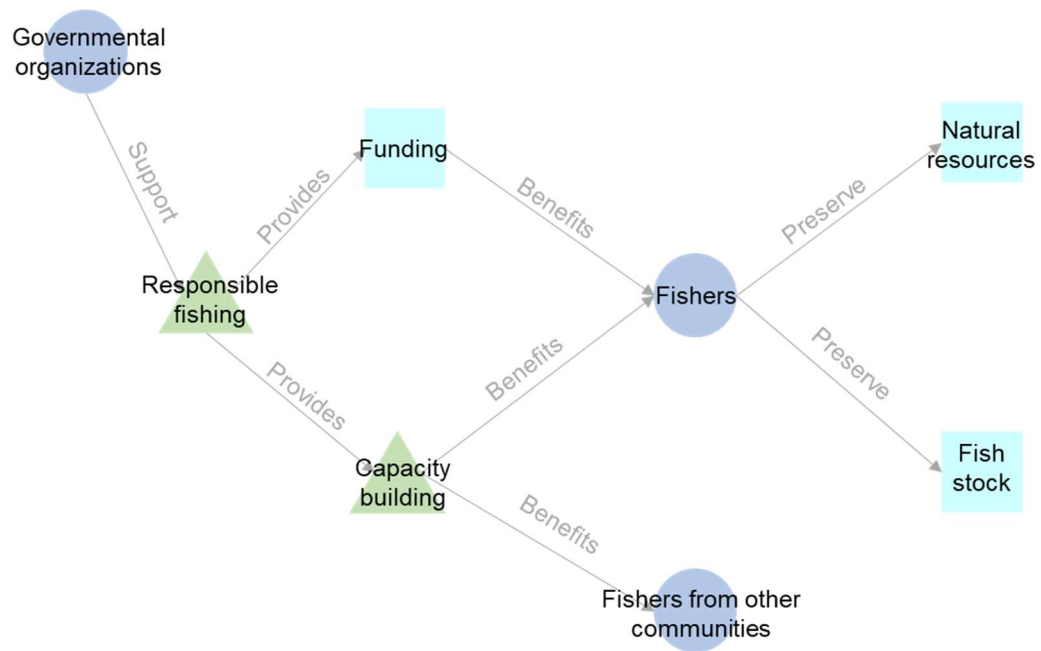 Governmental
organizations
Support
Provides
Funding
Benefits
Natural
resources
Preserve
Responsible
fishing
Fishers
Provides
Benefits
Preserve
Capacity
building
Fish
stock
Benefits
Fishers from other
communities